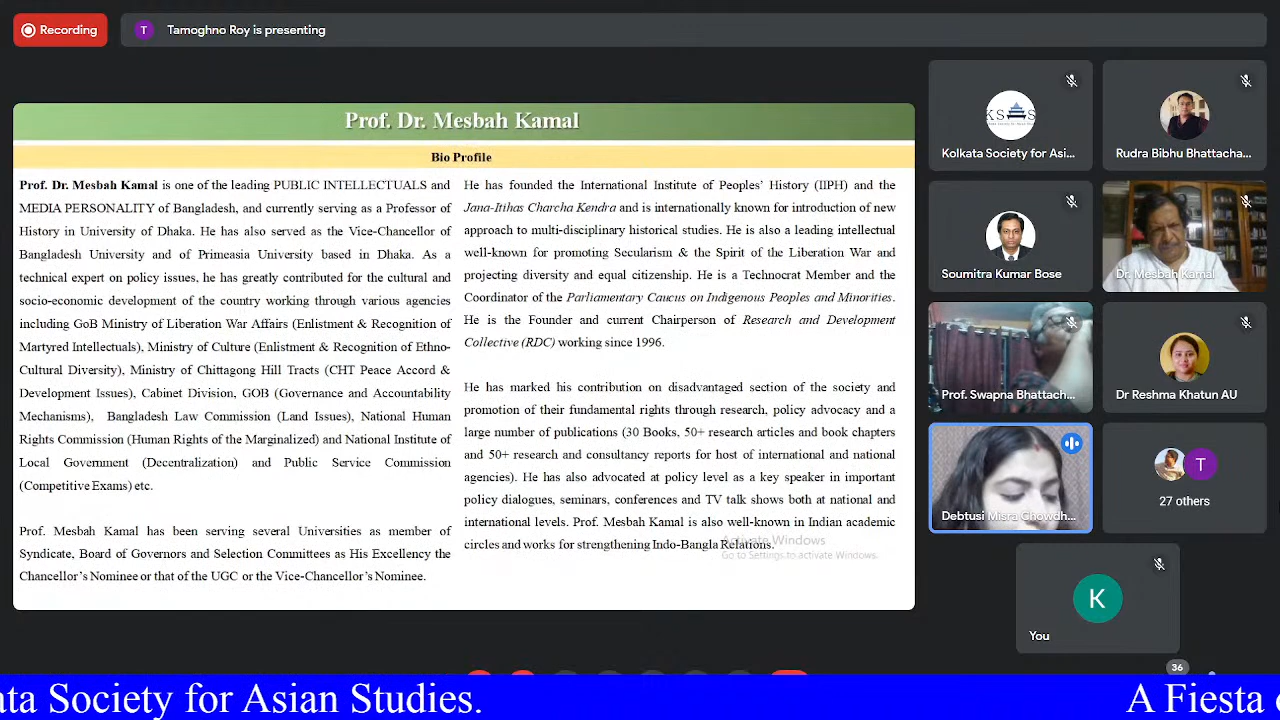 Recording
T
Tamoghno Roy is presenting
Prof. Dr. Mesbah Kamal
Bio Profile
Prof. Dr. Mesbah Kamal is one of the leading PUBLIC INTELLECTUALS and
MEDIA PERSONALITY of Bangladesh, and currently serving as a Professor of
History in University of Dhaka. He has also served as the Vice-Chancellor of
Bangladesh University and of Primeasia University based in Dhaka. As a
technical expert on policy issues, he has greatly contributed for the cultural and
socio-economic development of the country working through various agencies
including GoB Ministry of Liberation War Affairs (Enlistment & Recognition of
Martyred Intellectuals), Ministry of Culture (Enlistment & Recognition of Ethno-
Cultural Diversity), Ministry of Chittagong Hill Tracts (CHT Peace Accord &
Development Issues), Cabinet Division, GOB (Governance and Accountability
Mechanisms), Bangladesh Law Commission (Land Issues), National Human
Rights Commission (Human Rights of the Marginalized) and National Institute of
Local Government (Decentralization) and Public Service Commission
(Competitive Exams) etc.
Prof. Mesbah Kamal has been serving several Universities as member of
Syndicate, Board of Governors and Selection Committees as His Excellency the
Chancellor's Nominee or that of the UGC or the Vice-Chancellor's Nominee.
He has founded the International Institute of Peoples' History (IIPH) and the
Jana-Itihas Charcha Kendra and is internationally known for introduction of new
approach to multi-disciplinary historical studies. He is also a leading intellectual
well-known for promoting Secularism & the Spirit of the Liberation War and
projecting diversity and equal citizenship. He is a Technocrat Member and the
Coordinator of the Parliamentary Caucus on Indigenous Peoples and Minorities.
He is the Founder and current Chairperson of Research and Development
Collective (RDC) working since 1996.
He has marked his contribution on disadvantaged section of the society and
promotion of their fundamental rights through research, policy advocacy and a
large number of publications (30 Books, 50+ research articles and book chapters
and 50+ research and consultancy reports for host of international and national
agencies). He has also advocated at policy level as a key speaker in important
policy dialogues, seminars, conferences and TV talk shows both at national and
international levels. Prof. Mesbah Kamal is also well-known in Indian academic
circles and works for strengthening Indo-Bangla Relations.
Activate Windows
Go to Settings to activate Windows.
KSAS
Kolkata Society for Asi...
Rudra Bibhu Bhattacha...
Soumitra Kumar Bose
Dr. Mesbah Kamal
Prof. Swapna Bhattach...
Dr Reshma Khatun AU
Debtusi Misra Chowdh...
T
27 others
K
You
36
ata Society for Asian Studies.
A Fiesta